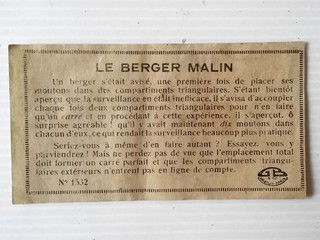 LE BERGER MALIN
Un berger s'était avisé, une première fois de placer ses
moutons dans des compartiments triangulaires. S'étant bientôt
aperçu que la surveillance en était inefficace, il s'avisa d'accoupler
chaque fois deux compartiments triangulaires pour n'en faire
qu'un carré et en procédant à cette expérience. il s'aperçut, ô
surprise agréable ! qu'il y avait maintenant dix moutons dans
chacun d'eux, ce qui rendait la surveillance beaucoup plus pratique.
Seriez-vous à même d'en faire autant ? Essayez, vous y
parviendrez ! Mais ne perdez pas de vue que l'emplacement total
doit former un carré parfait et que les compartiments triangu-
laires extérieurs n'entrent pas en ligne de compte.
No 1532